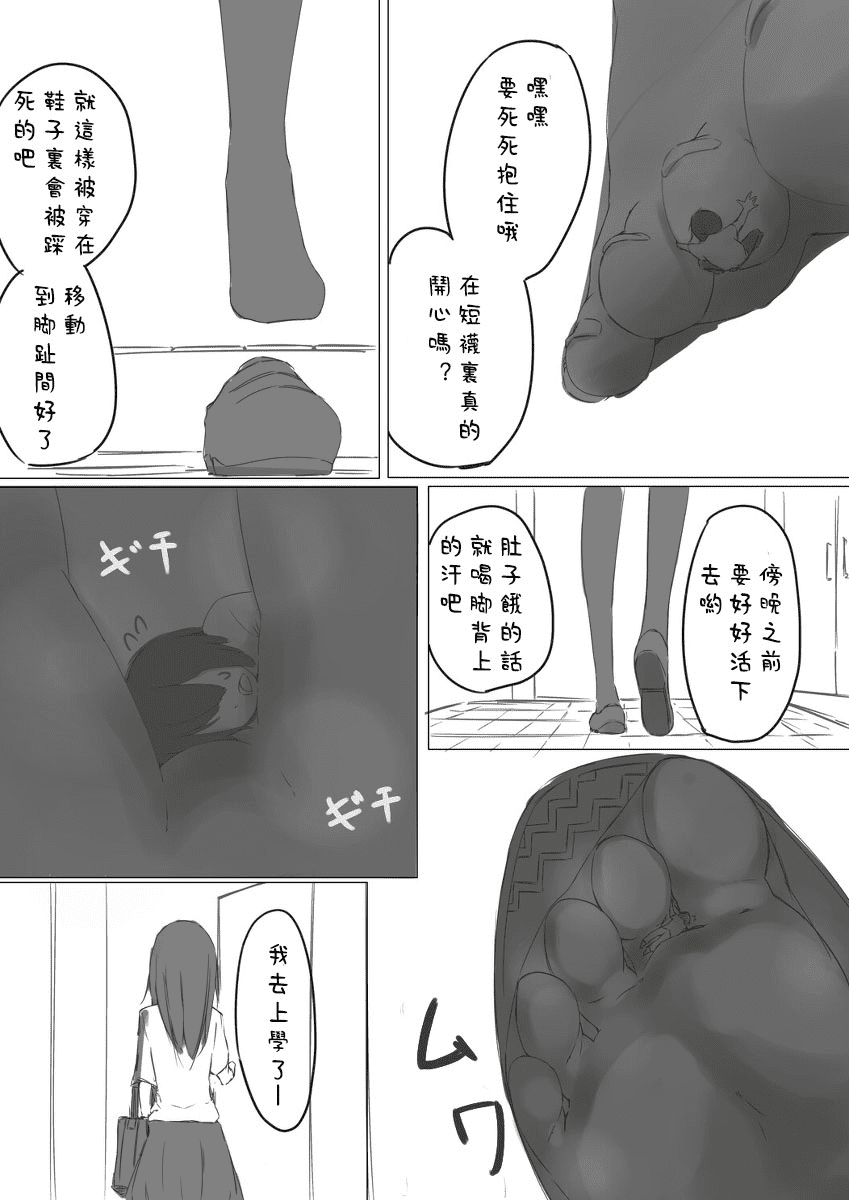 嘿嘿
要死死抱住哦
在短襪裏真的
開心嗎？
就這樣被穿在
鞋子裏會被踩
死的吧
移動
到脚趾間好了
傍晚之前
要好好活下
去喲
肚子餓的話
就喝脚背上
的汗吧
ギチ
ギチ
ムワ
我去上學了ー